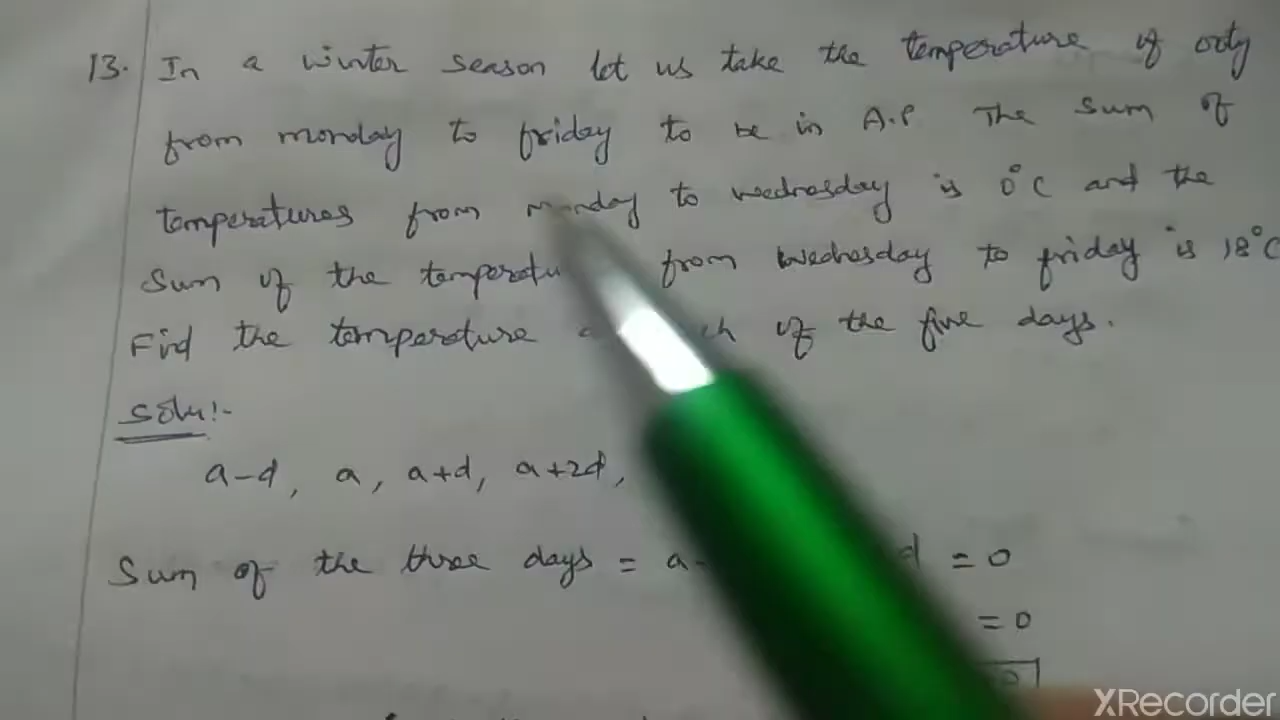 13. In a winter season let us take the temperature of ooty
from monday to friday to be in A.P The sum of
temperatures from monday to wednesday is 0°C and the
Sum of the from wednesday to friday is 18°C
Find the temperature of the five days.
Solu:-
a-d, a, a+d, a+2d,
Sum of the three days = = 0
= 0
XRecorder